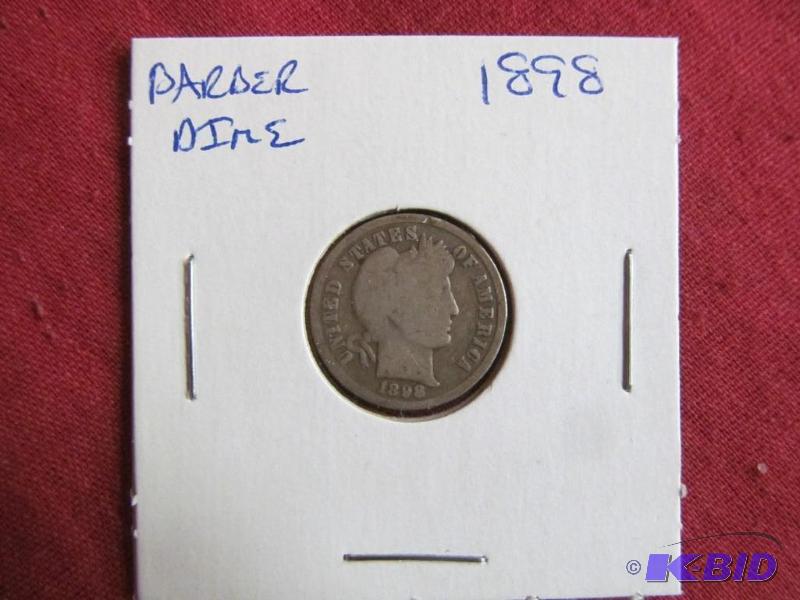 BARBER 1898
DIME
UNITED STATES OF AMERICA
1898
© K-BID